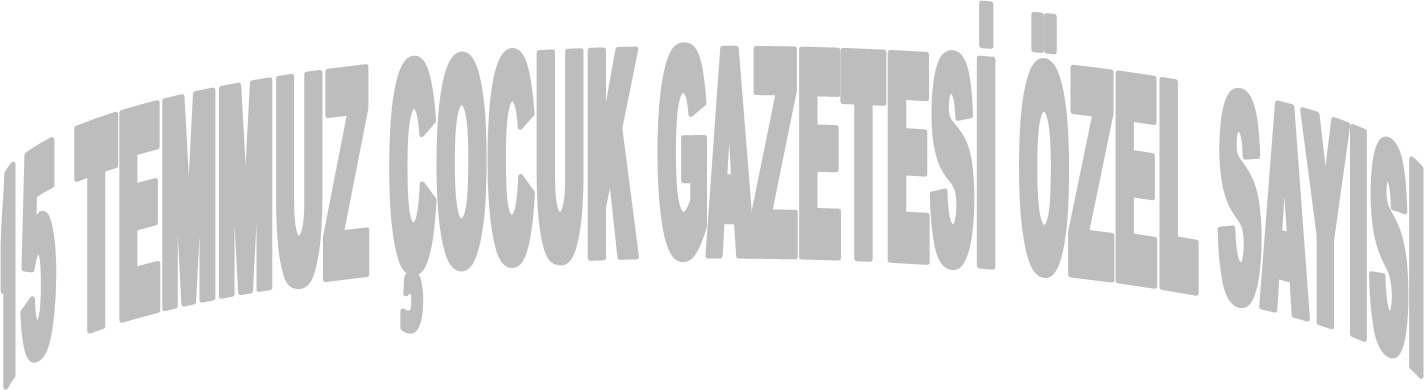 15 TEMMUZ ÇOCUK GAZETESİ ÖZEL SAYISI